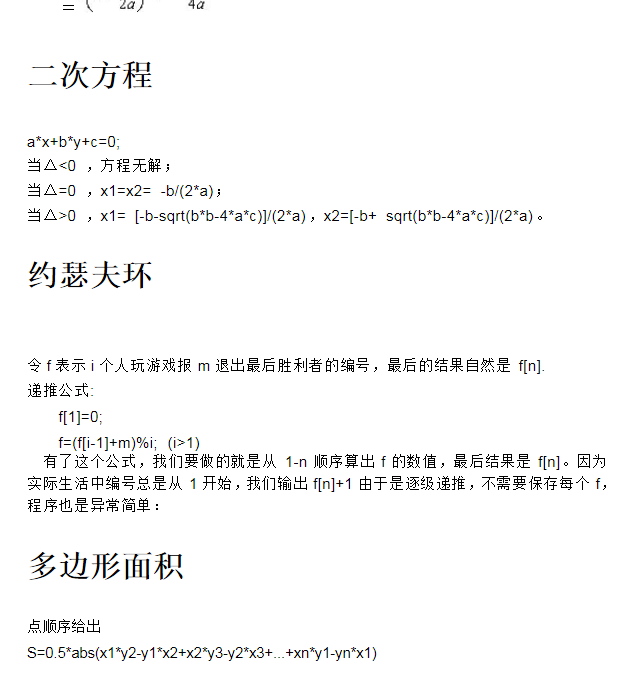 二次方程
a*x+b*y+c=0;
当△<0 ，方程无解；
当△=0 ，x1=x2= -b/(2*a)；
当△>0 ，x1= [-b-sqrt(b*b-4*a*c)]/(2*a)，x2=[-b+ sqrt(b*b-4*a*c)]/(2*a)。
约瑟夫环
令 f 表示 i 个人玩游戏报 m 退出最后胜利者的编号，最后的结果自然是 f[n].
递推公式:
f[1]=0;
f=(f[i-1]+m)%i; (i>1)
有了这个公式，我们要做的就是从 1-n 顺序算出 f 的数值，最后结果是 f[n]。因为
实际生活中编号总是从 1 开始，我们输出 f[n]+1 由于是逐级递推，不需要保存每个 f，
程序也是异常简单：
多边形面积
点顺序给出
S=0.5*abs(x1*y2-y1*x2+x2*y3-y2*x3+...+xn*y1-yn*x1)